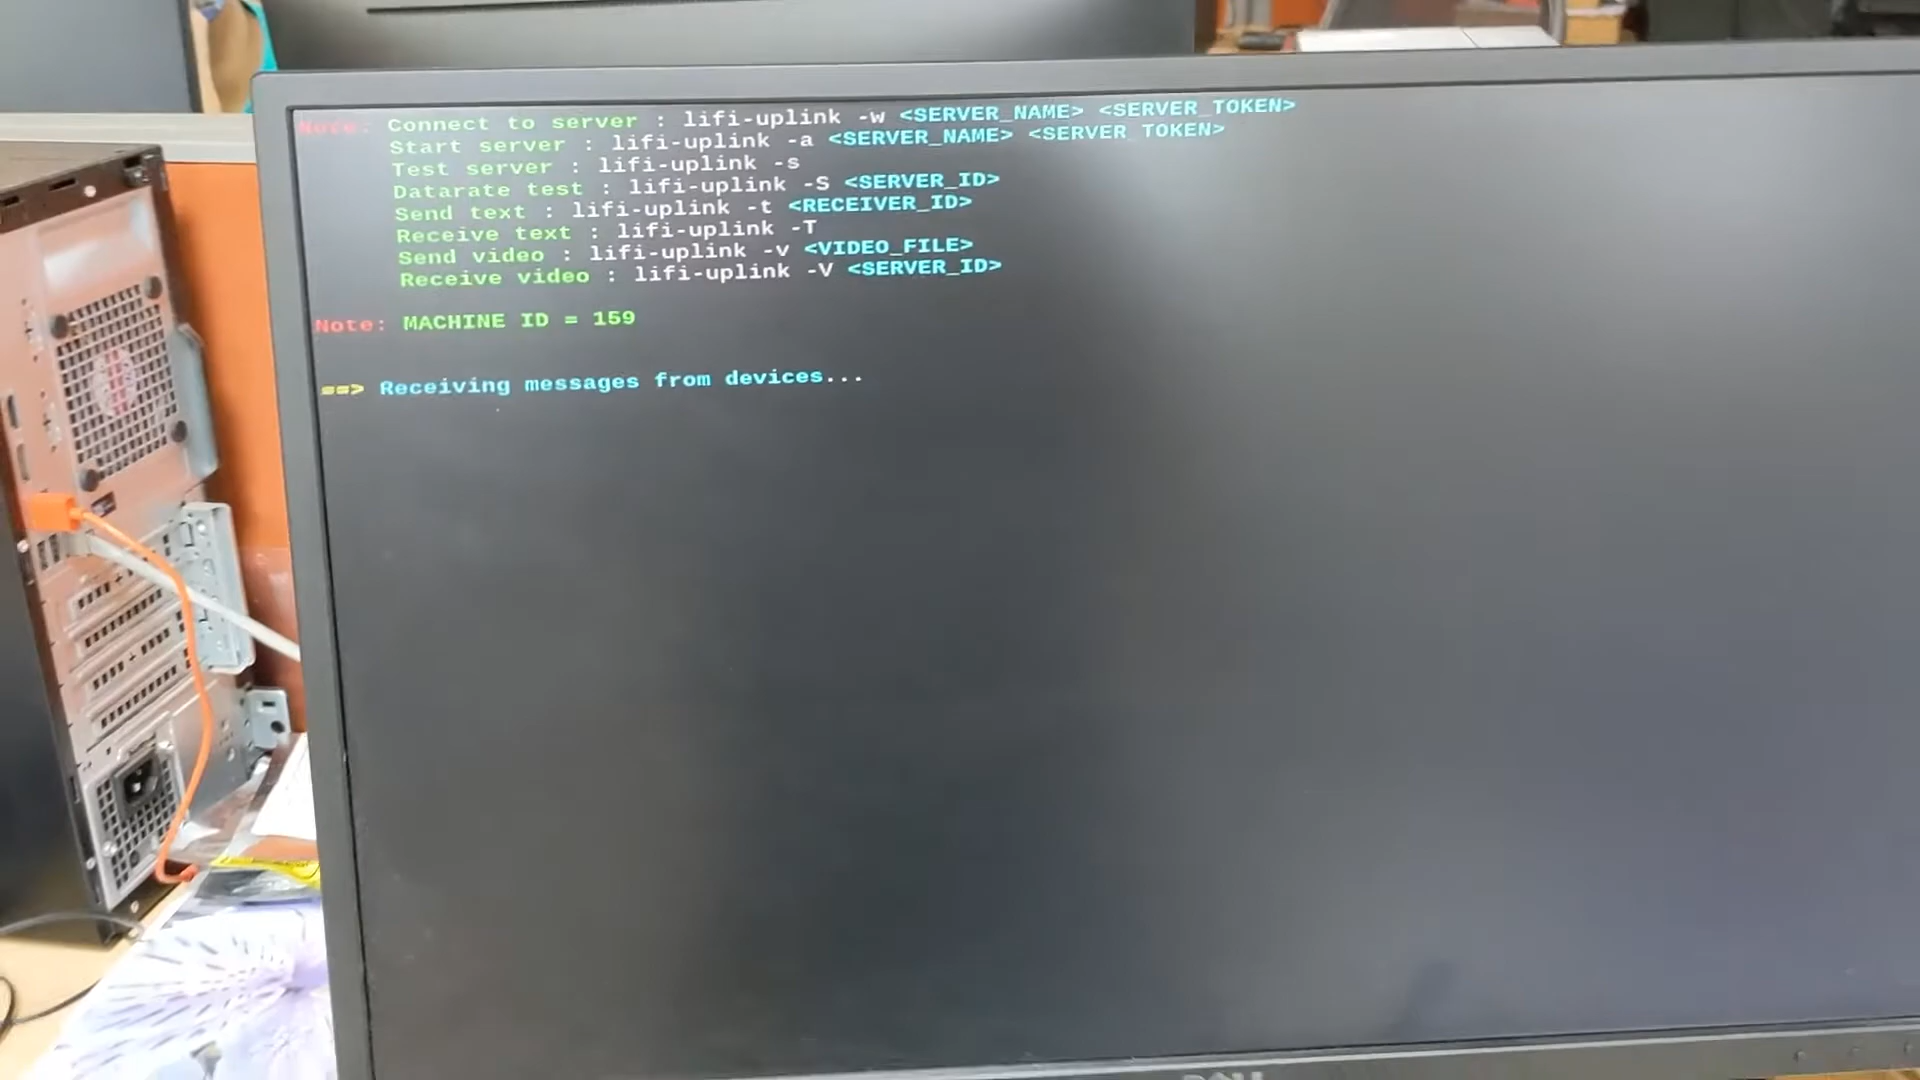 Note: Connect to server : lifi-uplink -w <SERVER_NAME> <SERVER_TOKEN>
Start server : lifi-uplink -a <SERVER_NAME> <SERVER_TOKEN>
Test server : lifi-uplink -s
Datarate test : lifi-uplink -S <SERVER_ID>
Send text : lifi-uplink -t <RECEIVER_ID>
Receive text : lifi-uplink -T
Send video : lifi-uplink -v <VIDEO_FILE>
Receive video : lifi-uplink -V <SERVER_ID>
Note: MACHINE ID = 159
==> Receiving messages from devices...
DELL